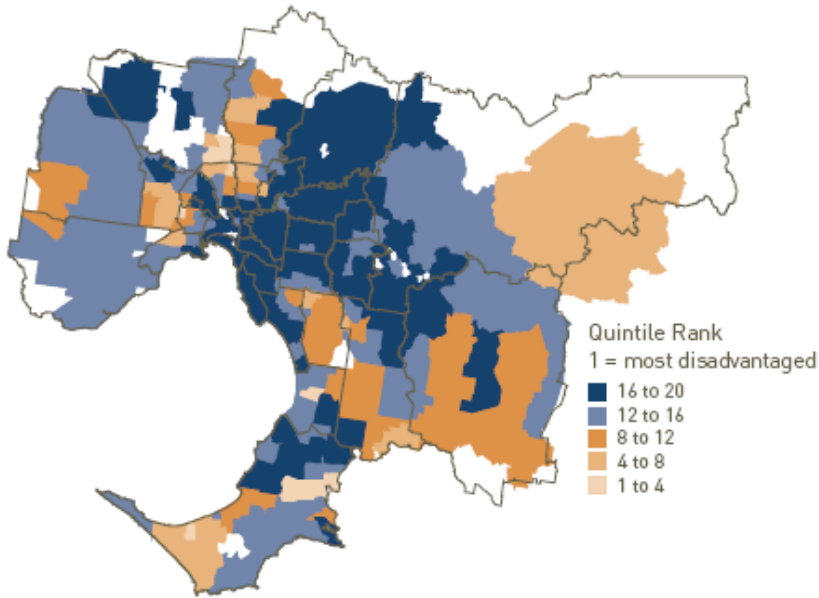 Quintile Rank
1 = most disadvantaged
16 to 20
12 to 16
8 to 12
4 to 8
1 to 4